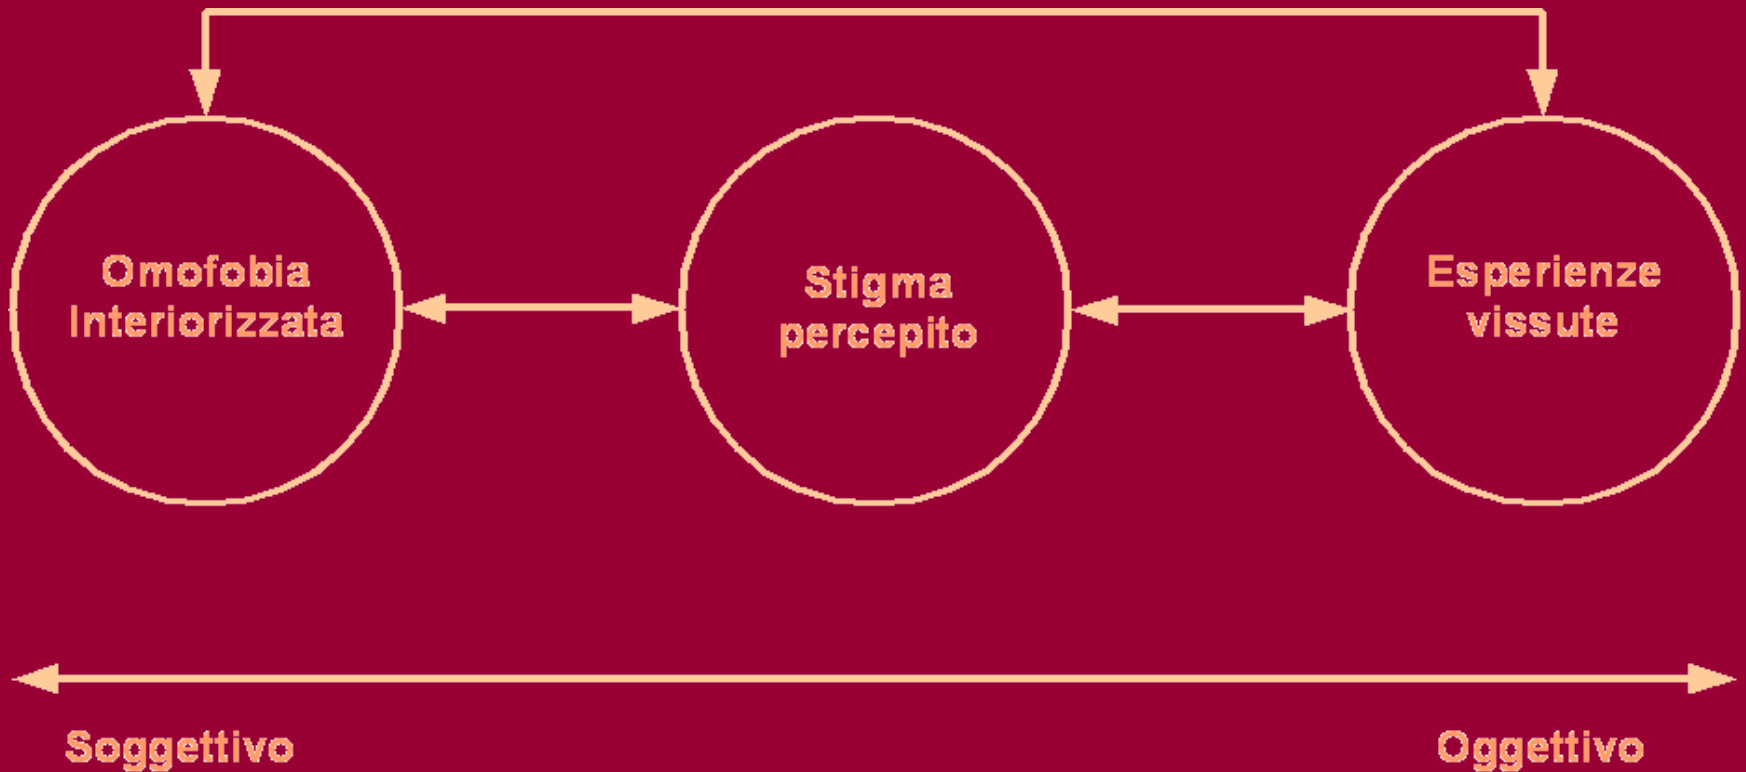 Omofobia
Interiorizzata
Stigma
percepito
Esperienze
vissute
Soggettivo
Oggettivo